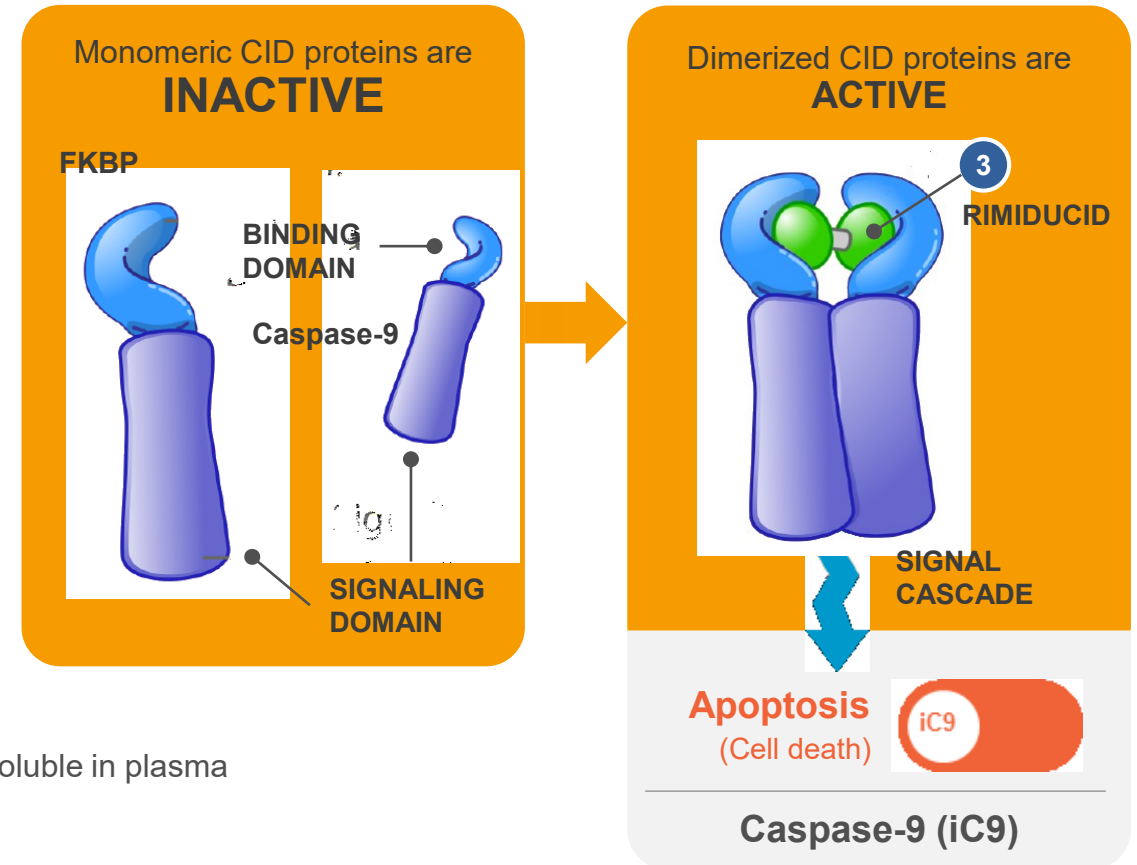 Monomeric CID proteins are
INACTIVE
FKBP
BINDING
DOMAIN
Caspase-9
SIGNALING
DOMAIN
Dimerized CID proteins are
ACTIVE
3
RIMIDUCID
SIGNAL
CASCADE
Apoptosis
(Cell death)
iC9
Caspase-9 (iC9)
oluble in plasma